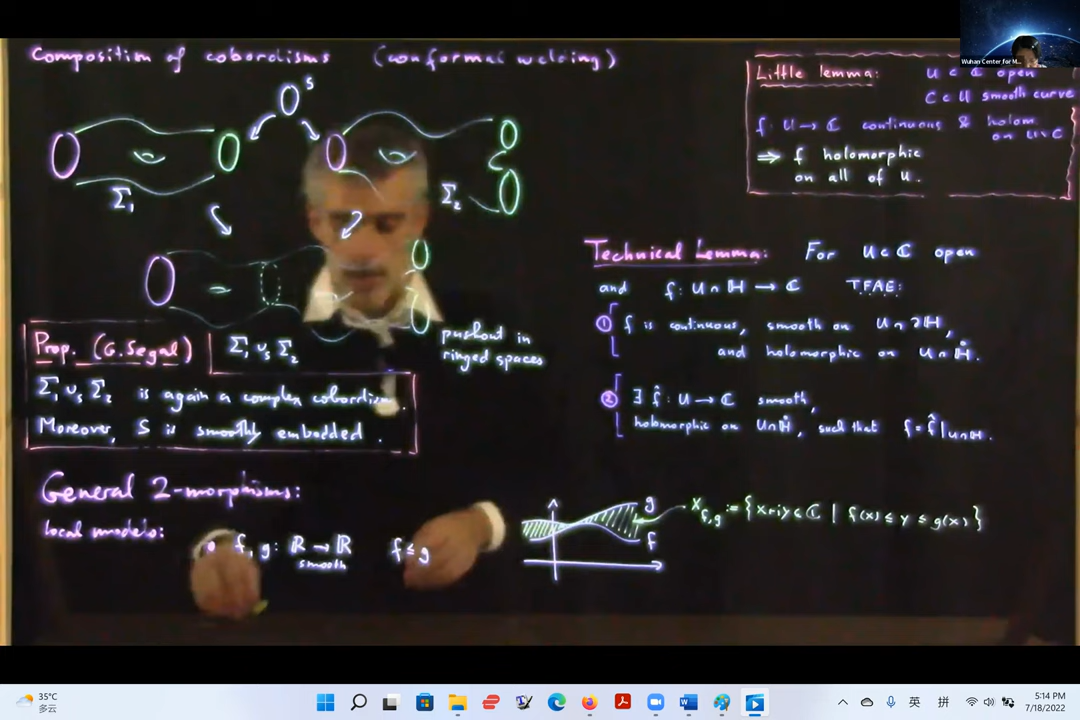 Composition of cobordisms (conformal welding)
S
Σ₁
Σ₂
Σ₁ ∪ₛ Σ₂
pushout in
ringed spaces
Prop. (G. Segal)
Σ₁ ∪ₛ Σ₂ is again a complex cobordism.
Moreover, S is smoothly embedded.
General 2-morphisms:
local models:
f, g: ℝ → ℝ f ≤ g
smooth
g
f
X_{f,g} := {x+iy ∈ ℂ | f(x) ≤ y ≤ g(x)}
Wuhan Center for M...
Little lemma: U ⊂ ℂ open
C ⊂ U smooth curve
f: U → ℂ continuous & holom.
on U\C
⇒ f holomorphic
on all of U.
Technical Lemma: For U ⊂ ℂ open
and f: U ∩ ℍ → ℂ TFAE:
① f is continuous, smooth on U ∩ ∂ℍ,
and holomorphic on U ∩ ℍ̊.
② ∃ f̂: U → ℂ smooth,
holomorphic on U ∩ ℍ̊, such that f = f̂|_{U∩ℍ}.
35°C
多云
英
拼
5:14 PM
7/18/2022